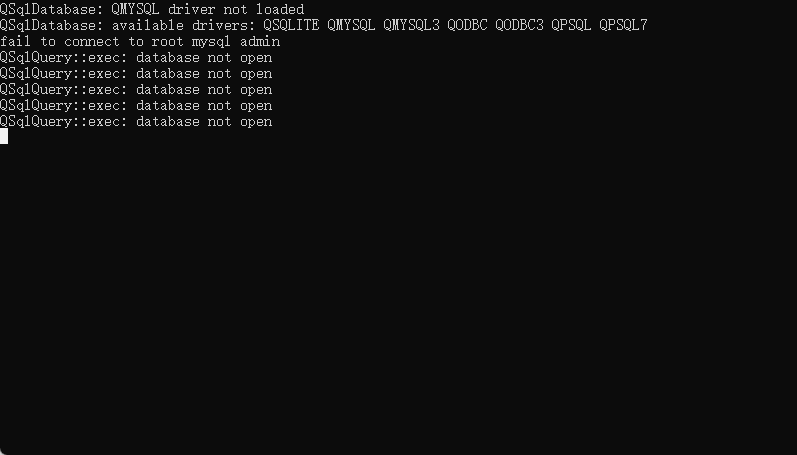 QSqlDatabase: QMYSQL driver not loaded
QSqlDatabase: available drivers: QSQLITE QMYSQL QMYSQL3 QODBC QODBC3 QPSQL QPSQL7
fail to connect to root mysql admin
QSqlQuery::exec: database not open
QSqlQuery::exec: database not open
QSqlQuery::exec: database not open
QSqlQuery::exec: database not open
QSqlQuery::exec: database not open